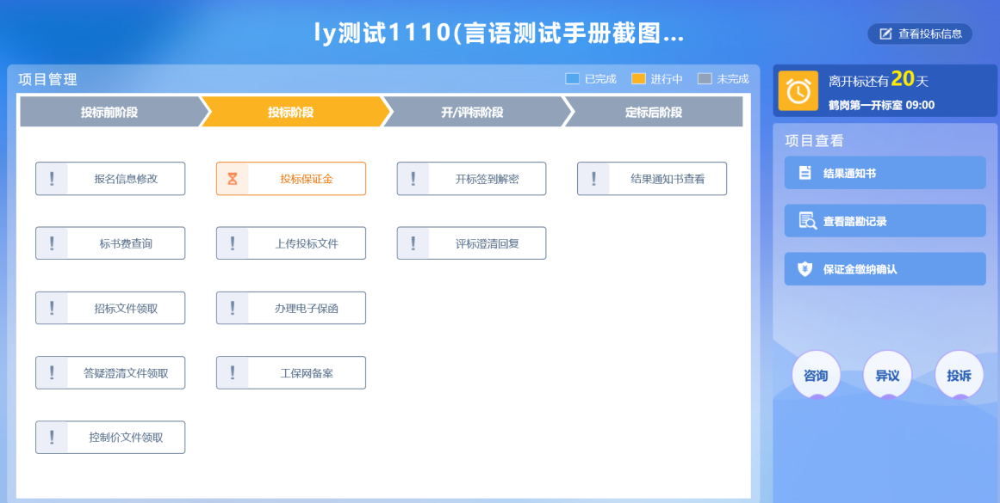 ly测试1110(言语测试手册截图...
查看投标信息
项目管理
已完成 进行中 未完成
投标前阶段 投标阶段 开/评标阶段 定标后阶段
报名信息修改 投标保证金 开标签到解密 结果通知书查看
标书费查询 上传投标文件 评标澄清回复
招标文件领取 办理电子保函
答疑澄清文件领取 工保网备案
控制价文件领取
离开标还有20天
鹤岗第一开标室 09:00
项目查看
结果通知书
查看踏勘记录
保证金缴纳确认
咨询 异议 投诉